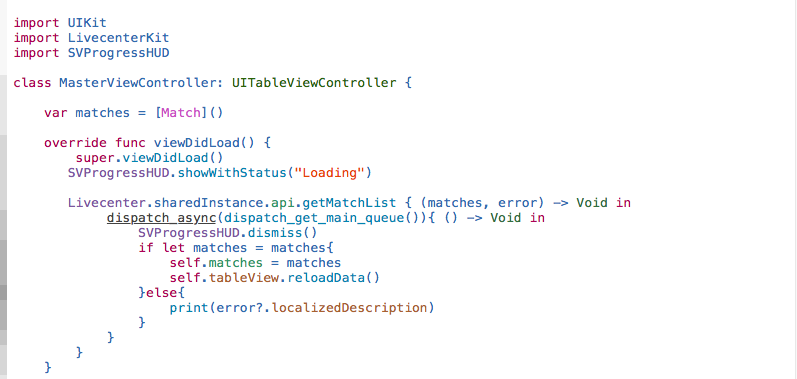 import UIKit
import LivecenterKit
import SVProgressHUD
class MasterViewController: UITableViewController {
var matches = [Match]()
override func viewDidLoad() {
super.viewDidLoad()
SVProgressHUD.showWithStatus("Loading")
Livecenter.sharedInstance.api.getMatchList { (matches, error) -> Void in
dispatch_async(dispatch_get_main_queue()){ () -> Void in
SVProgressHUD.dismiss()
if let matches = matches{
self.matches = matches
self.tableView.reloadData()
}else{
print(error?.localizedDescription)
}
}
}
}